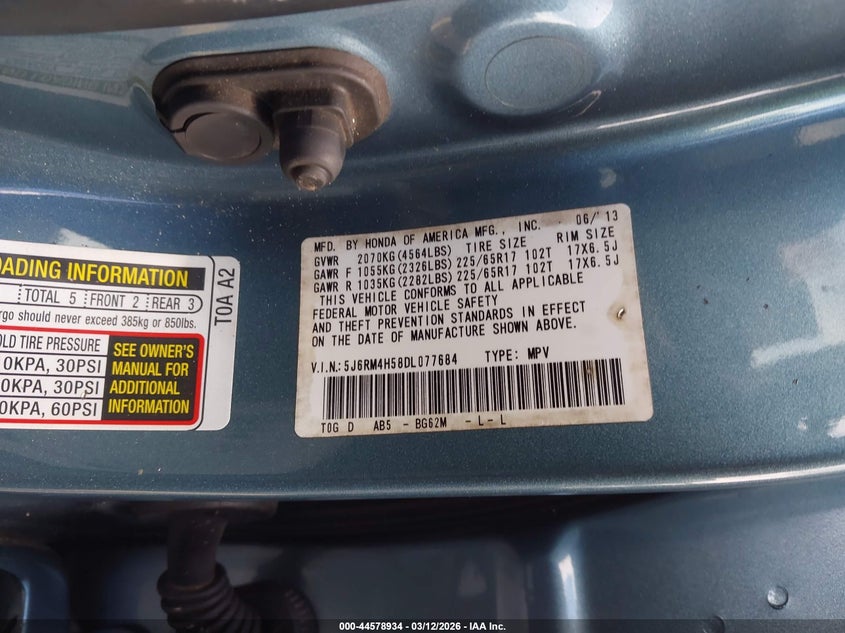 MFD. BY HONDA OF AMERICA MFG., INC. 06/'13
GVWR 2070KG(4564LBS) TIRE SIZE RIM SIZE
GAWR F 1055KG(2326LBS) 225/65R17 102T 17X6.5J
GAWR R 1035KG(2282LBS) 225/65R17 102T 17X6.5J
THIS VEHICLE CONFORMS TO ALL APPLICABLE
FEDERAL MOTOR VEHICLE SAFETY
AND THEFT PREVENTION STANDARDS IN EFFECT
ON THE DATE OF MANUFACTURE SHOWN ABOVE.
V.I.N.:5J6RM4H58DL077684 TYPE: MPV
T0G D AB5 - BG62M - L - L
OADING INFORMATION
TOTAL 5 FRONT 2 REAR 3
rgo should never exceed 385kg or 850lbs.
OLD TIRE PRESSURE
0KPA, 30PSI
0KPA, 30PSI
0KPA, 60PSI
SEE OWNER'S
MANUAL FOR
ADDITIONAL
INFORMATION
T0A A2
000-44578934 - 03/12/2026 - IAA Inc.